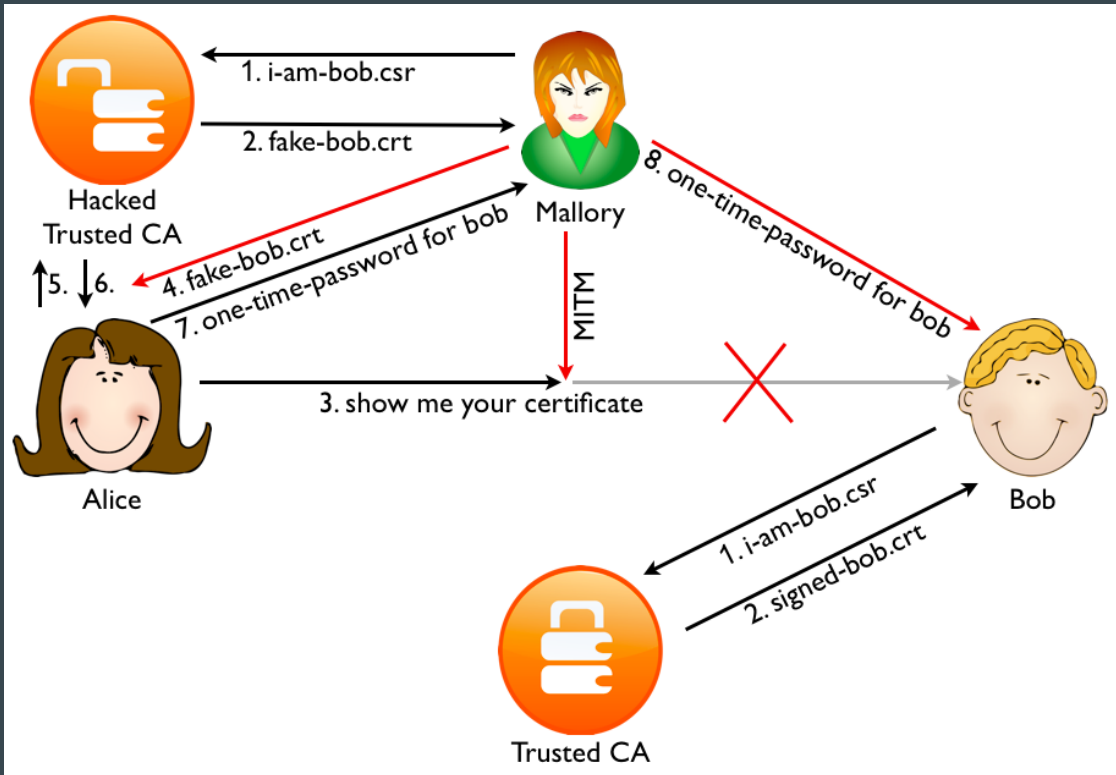 1. i-am-bob.csr
2. fake-bob.crt
Hacked
Trusted CA
Mallory
8. one-time-password for bob
5.
6.
4. fake-bob.crt
7. one-time-password for bob
MITM
3. show me your certificate
Alice
Bob
1. i-am-bob.csr
2. signed-bob.crt
Trusted CA